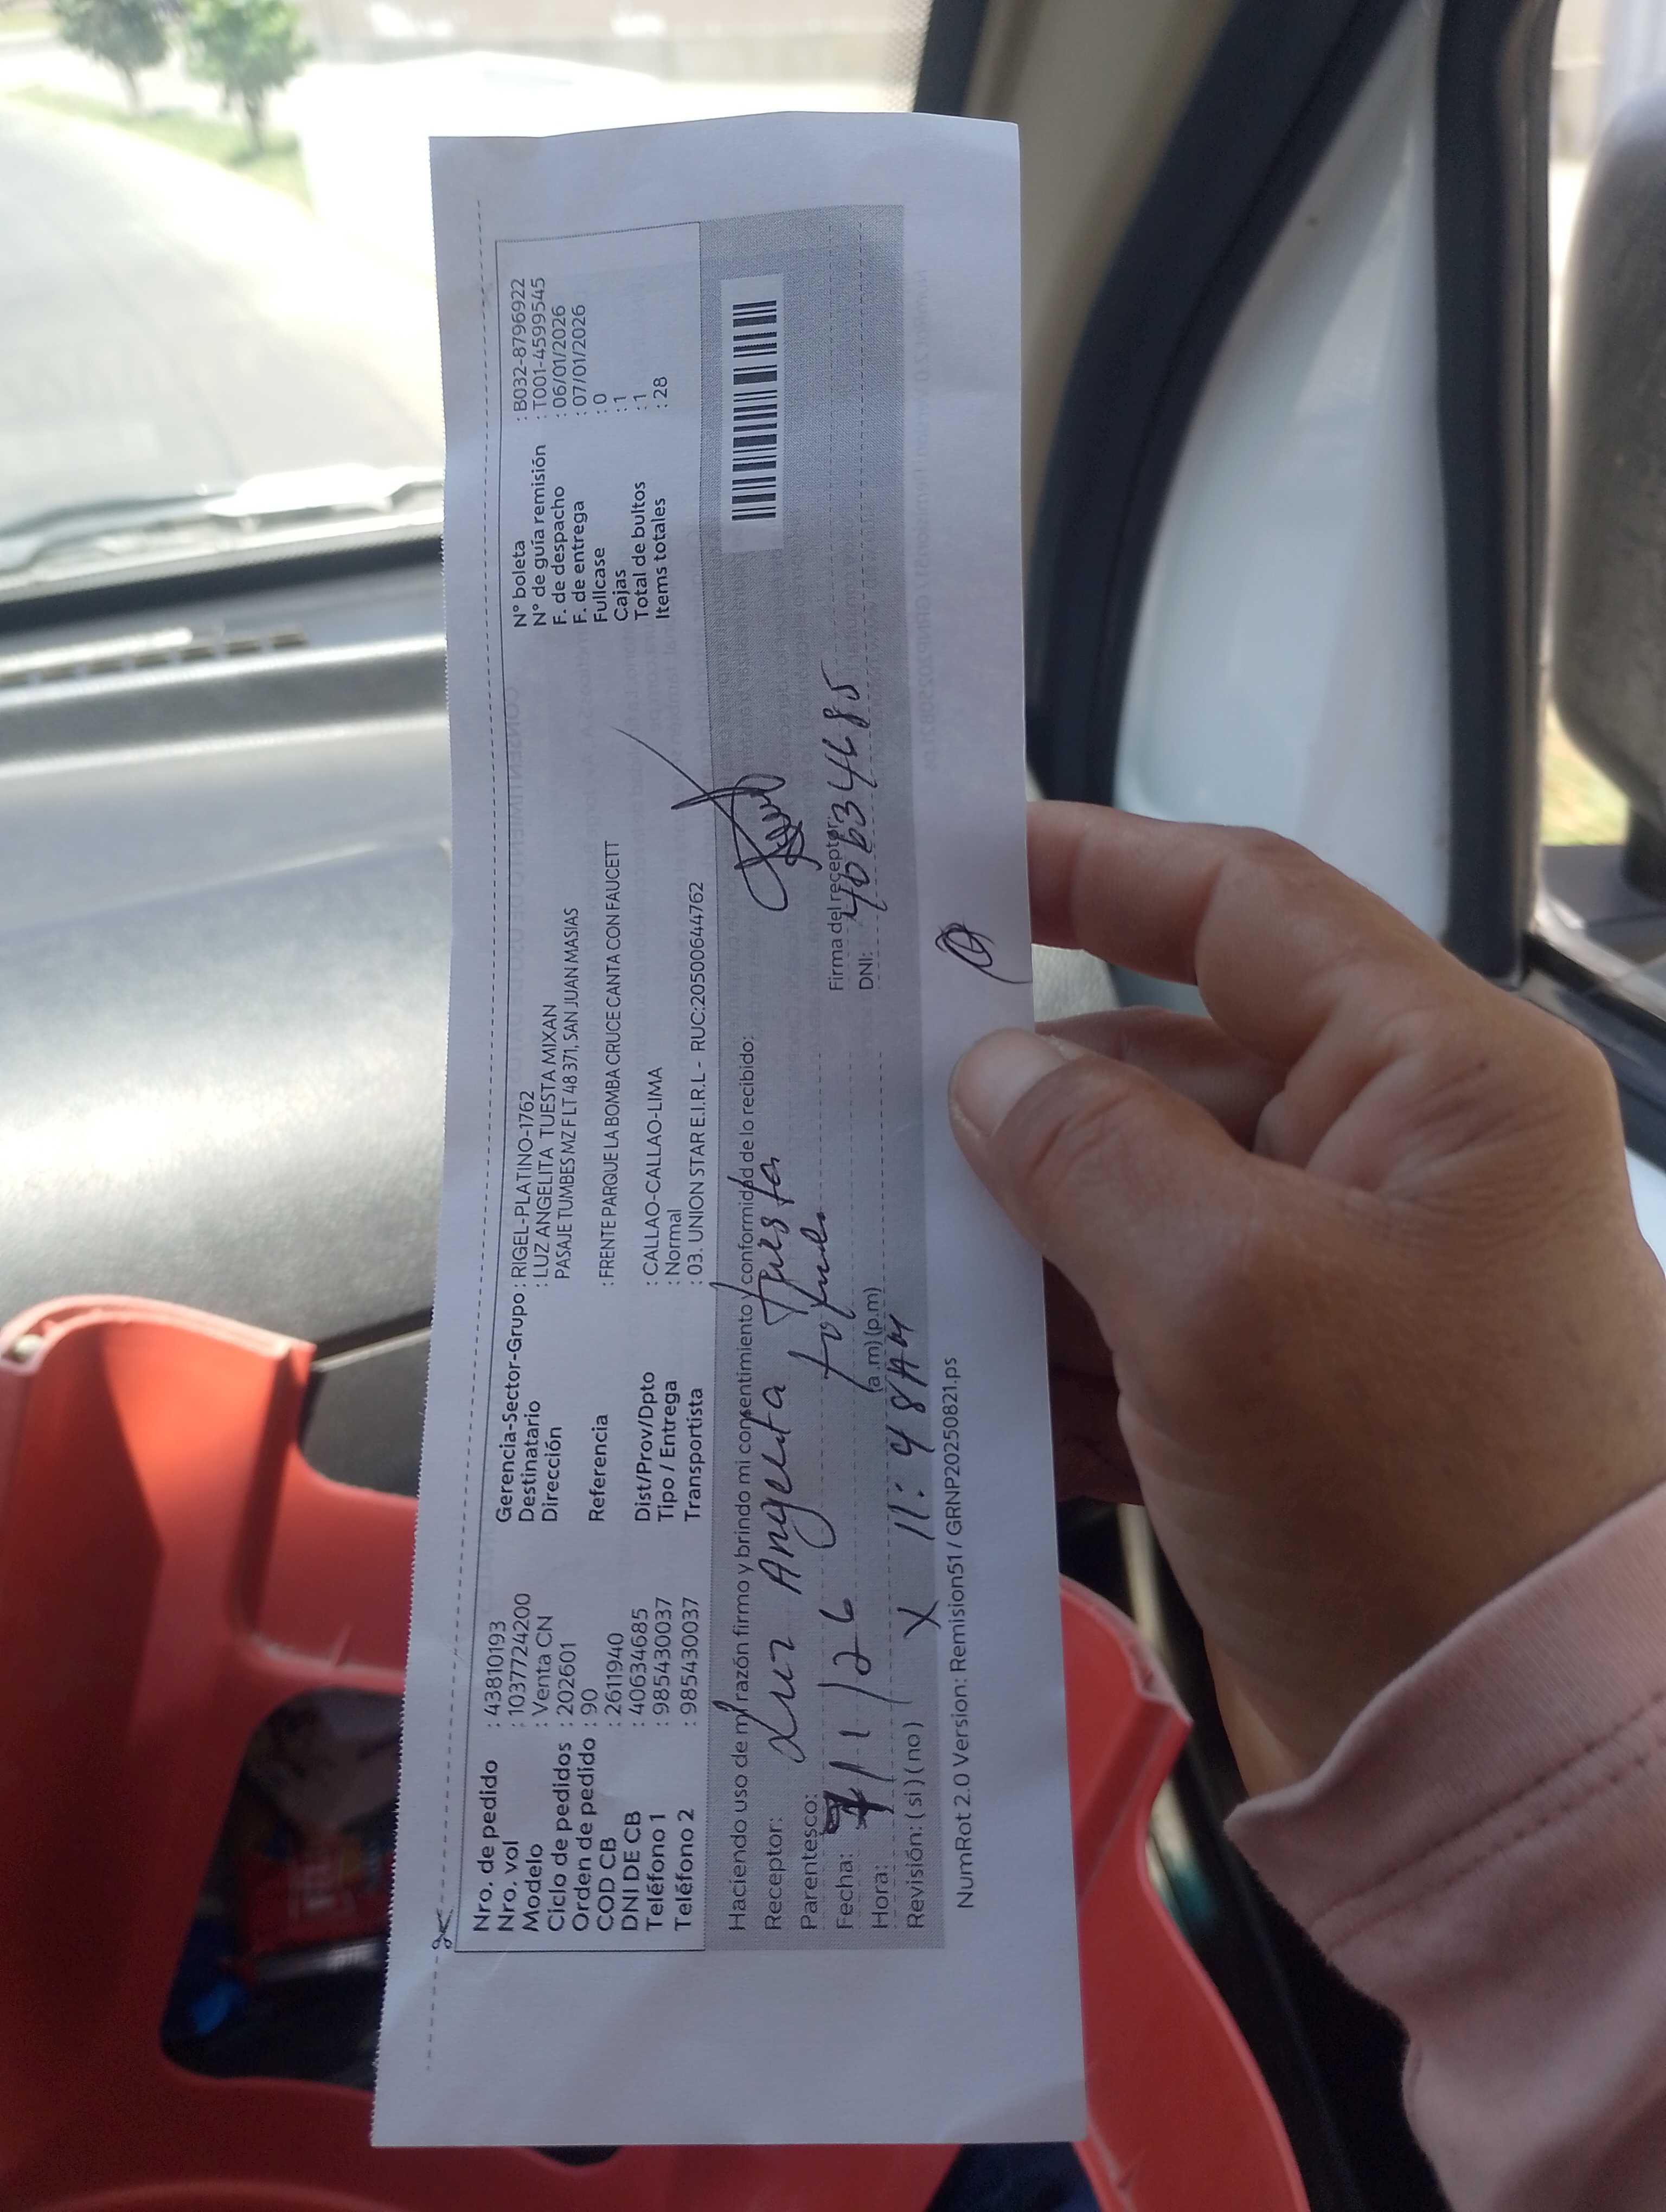 Nro. de pedido : 43810193
Nro. vol : 1037724200
Modelo : Venta CN
Ciclo de pedidos : 202601
Orden de pedido : 90
COD CB : 2611940
DNI DE CB : 40634685
Teléfono 1 : 985430037
Teléfono 2 : 985430037
Gerencia-Sector-Grupo : RIGEL-PLATINO-1762
Destinatario : LUZ ANGELITA TUESTA MIXAN
Dirección PASAJE TUMBES MZ F LT 48 371, SAN JUAN MASIAS
Referencia : FRENTE PARQUE LA BOMBA CRUCE CANTA CON FAUCETT
Dist/Prov/Dpto : CALLAO-CALLAO-LIMA
Tipo / Entrega : Normal
Transportista : 03. UNION STAR E.I.R.L - RUC:20500644762
N° boleta : B032-8796922
N° de guía remisión : T001-4599545
F. de despacho : 06/01/2026
F. de entrega : 07/01/2026
Fullcase : 0
Cajas : 1
Total de bultos : 1
Items totales : 28
Haciendo uso de mi razón firmo y brindo mi consentimiento y conformidad de lo recibido:
Receptor: Luz Angelita Tuesta
Parentesco:
Fecha: 7/1/26
Hora: (a.m) (p.m)
11:48 AM
Revisión: ( si ) ( no ) X
Firma del receptor:
DNI: 40634685
NumRot 2.0 Version: Remision51 / GRNP20250821.ps